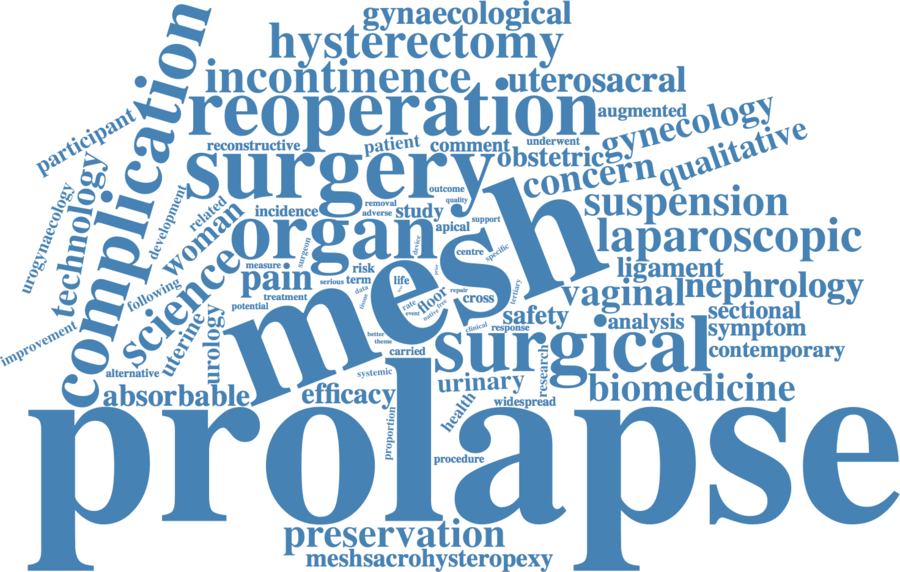 gynaecological
hysterectomy
incontinence
uterosacral
complication
reoperation
augmented
participant
reconstructive
patient
comment
underwent
gynecology
surgery
obstetric
qualitative
concern
technology
urogynaecology
development
related
woman
incidence
removal
adverse
study
outcome
quality
apical
support
suspension
organ
mesh
laparoscopic
science
surgeon
device
centre
specific
ligament
measure
pain
risk
term
serious
treatment
data
life
floor
rate
event
native
free
repair
cross
tertiary
vaginal
nephrology
following
potential
improvement
uterine
urology
safety
response
clinical
analysis
sectional
symptom
better
theme
carried
surgical
contemporary
alternative
systemic
absorbable
efficacy
urinary
research
biomedicine
health
widespread
prolapse
proportion
procedure
preservation
meshsacrohysteropexy